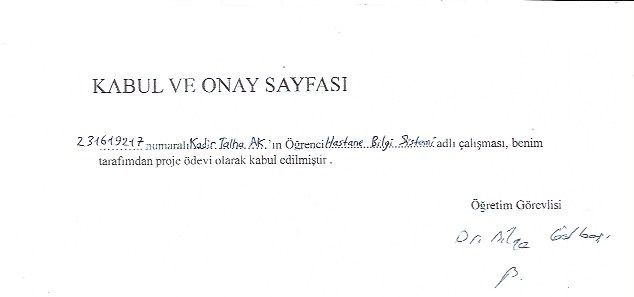 KABUL VE ONAY SAYFASI
231619217 numaralı Kadir Talha AK.'ın Öğrenci Hastane Bilgi Sistemi adlı çalışması, benim
tarafımdan proje ödevi olarak kabul edilmiştir .
Öğretim Görevlisi
Dr.